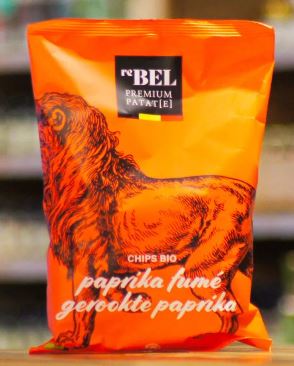 reBEL
PREMIUM
PATAT[E]
CHIPS BIO
paprika fumé
gerookte paprika